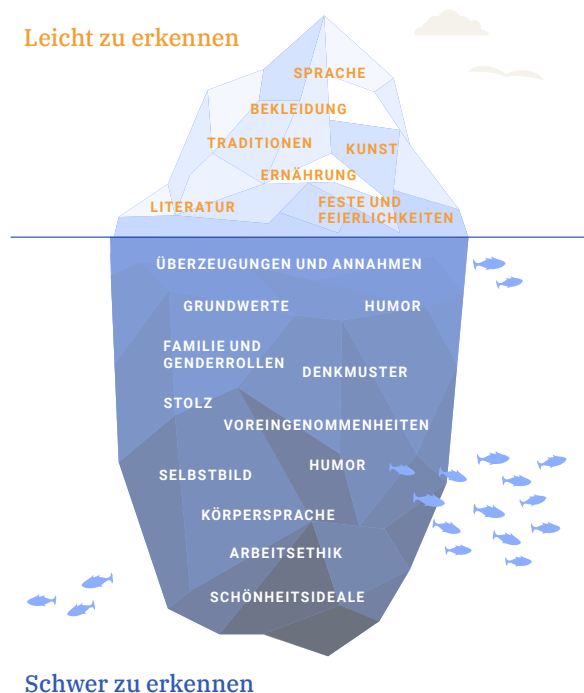 Leicht zu erkennen
SPRACHE
BEKLEIDUNG
TRADITIONEN
KUNST
ERNÄHRUNG
LITERATUR
FESTE UND
FEIERLICHKEITEN
ÜBERZEUGUNGEN UND ANNAHMEN
GRUNDWERTE
HUMOR
FAMILIE UND
GENDERROLLEN
DENKMUSTER
STOLZ
VOREINGENOMMENHEITEN
HUMOR
SELBSTBILD
KÖRPERSPRACHE
ARBEITSETHIK
SCHÖNHEITSIDEALE
Schwer zu erkennen